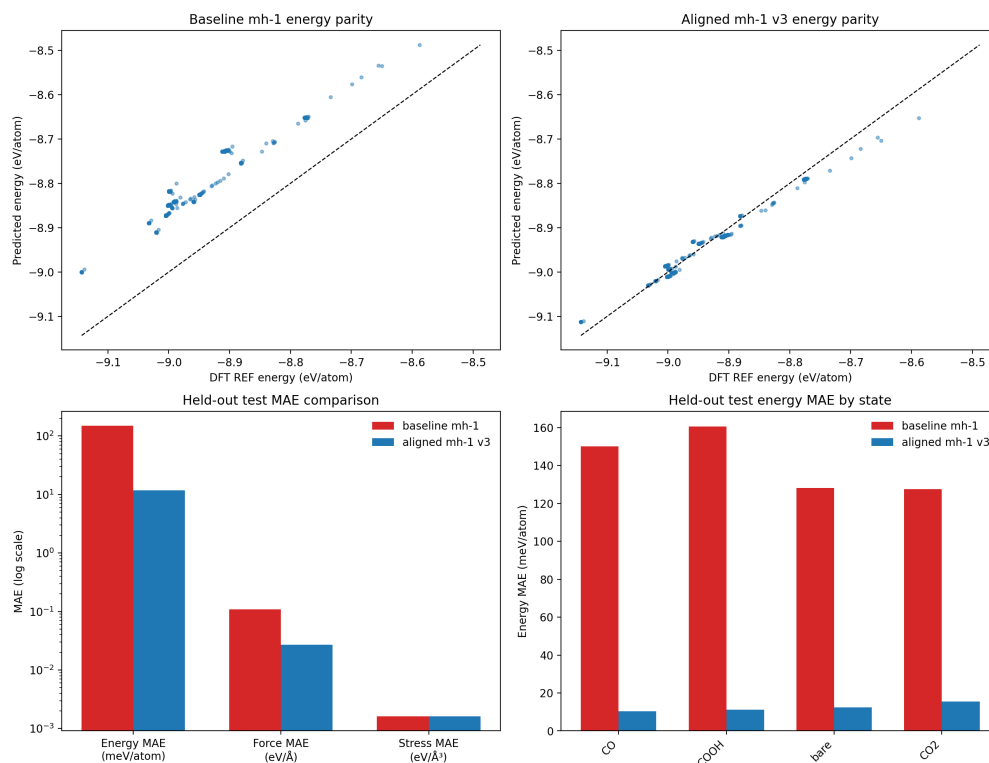 Baseline mh-1 energy parity
Predicted energy (eV/atom)
−8.5
−8.6
−8.7
−8.8
−8.9
−9.0
−9.1
−9.1
−9.0
−8.9
−8.8
−8.7
−8.6
−8.5
DFT REF energy (eV/atom)
Aligned mh-1 v3 energy parity
Predicted energy (eV/atom)
−8.5
−8.6
−8.7
−8.8
−8.9
−9.0
−9.1
−9.1
−9.0
−8.9
−8.8
−8.7
−8.6
−8.5
DFT REF energy (eV/atom)
Held-out test MAE comparison
baseline mh-1
aligned mh-1 v3
MAE (log scale)
10²
10¹
10⁰
10⁻¹
10⁻²
10⁻³
Energy MAE
(meV/atom)
Force MAE
(eV/Å)
Stress MAE
(eV/Å³)
Held-out test energy MAE by state
baseline mh-1
aligned mh-1 v3
Energy MAE (meV/atom)
160
140
120
100
80
60
40
20
0
CO
COOH
bare
CO2